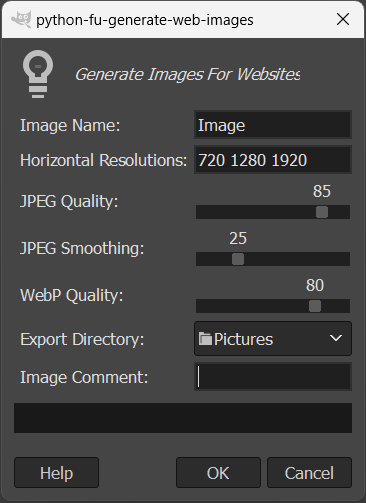 python-fu-generate-web-images
Generate Images For Websites
Image Name: Image
Horizontal Resolutions: 720 1280 1920
JPEG Quality: 85
JPEG Smoothing: 25
WebP Quality: 80
Export Directory: Pictures
Image Comment:
Help OK Cancel